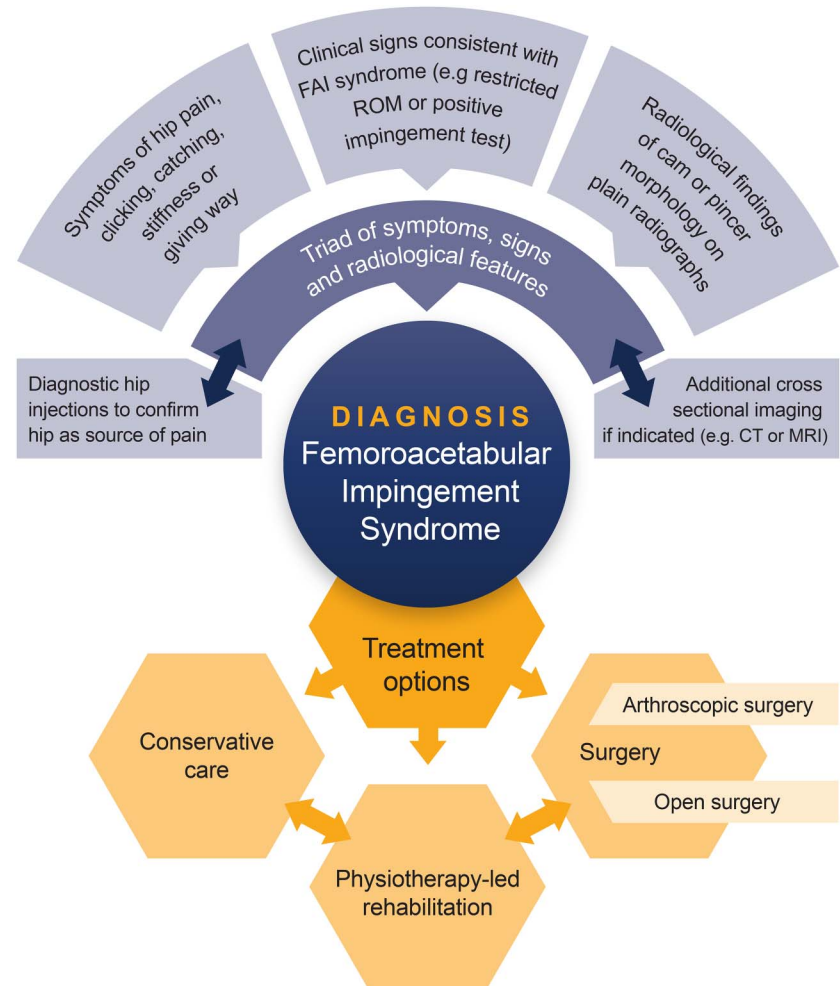 Symptoms of hip pain,
clicking, catching,
stiffness or
giving way
Clinical signs consistent with
FAI syndrome (e.g restricted
ROM or positive
impingement test)
Radiological findings
of cam or pincer
morphology on
plain radiographs
Triad of symptoms, signs
and radiological features
Diagnostic hip
injections to confirm
hip as source of pain
Additional cross
sectional imaging
if indicated (e.g. CT or MRI)
DIAGNOSIS
Femoroacetabular
Impingement
Syndrome
Treatment
options
Conservative
care
Arthroscopic surgery
Surgery
Open surgery
Physiotherapy-led
rehabilitation